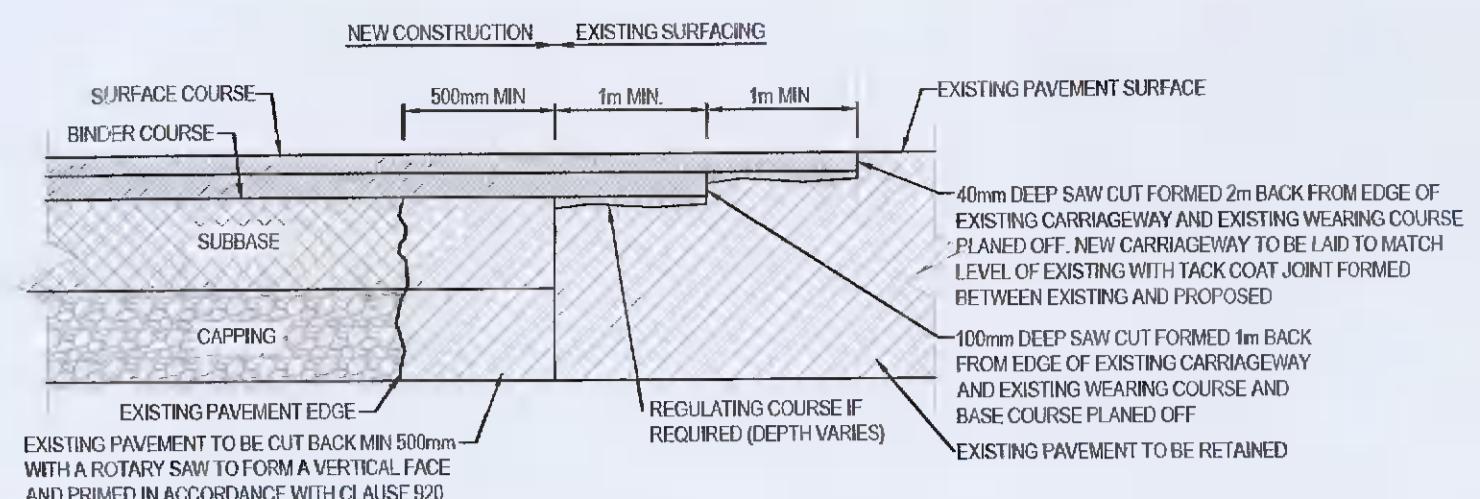 NEW CONSTRUCTION
EXISTING SURFACING
500mm MIN
1m MIN.
1m MIN
SURFACE COURSE
BINDER COURSE
EXISTING PAVEMENT SURFACE
SUBBASE
CAPPING
40mm DEEP SAW CUT FORMED 2m BACK FROM EDGE OF
EXISTING CARRIAGEWAY AND EXISTING WEARING COURSE
PLANED OFF. NEW CARRIAGEWAY TO BE LAID TO MATCH
LEVEL OF EXISTING WITH TACK COAT JOINT FORMED
BETWEEN EXISTING AND PROPOSED
100mm DEEP SAW CUT FORMED 1m BACK
FROM EDGE OF EXISTING CARRIAGEWAY
AND EXISTING WEARING COURSE AND
BASE COURSE PLANED OFF
EXISTING PAVEMENT TO BE RETAINED
REGULATING COURSE IF
REQUIRED (DEPTH VARIES)
EXISTING PAVEMENT EDGE
EXISTING PAVEMENT TO BE CUT BACK MIN 500mm
WITH A ROTARY SAW TO FORM A VERTICAL FACE
AND PRIMED IN ACCORDANCE WITH CLAUSE 920